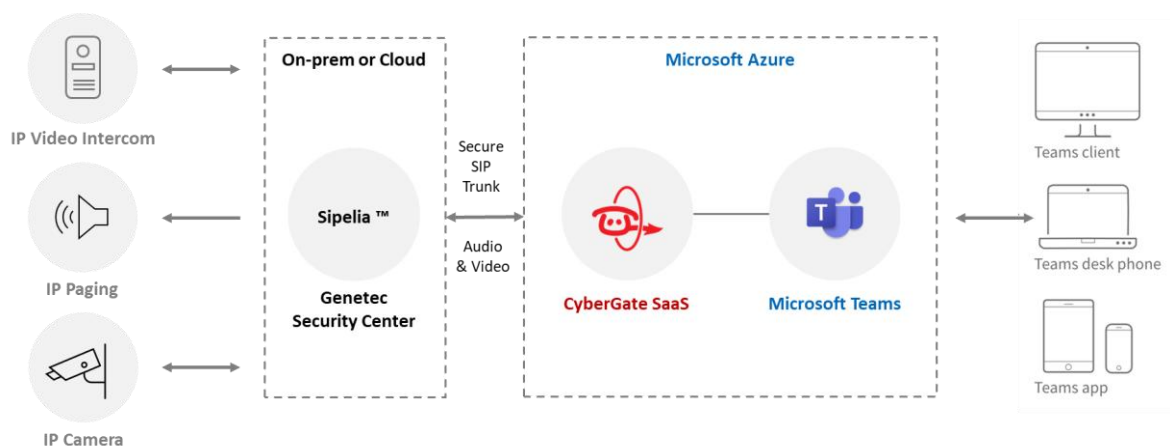 On-prem or Cloud
Microsoft Azure
IP Video Intercom
Secure
SIP
Trunk
Teams client
Sipelia ™
T
Audio
& Video
IP Paging
Genetec
Security Center
CyberGate SaaS
Microsoft Teams
Teams desk phone
Teams app
IP Camera